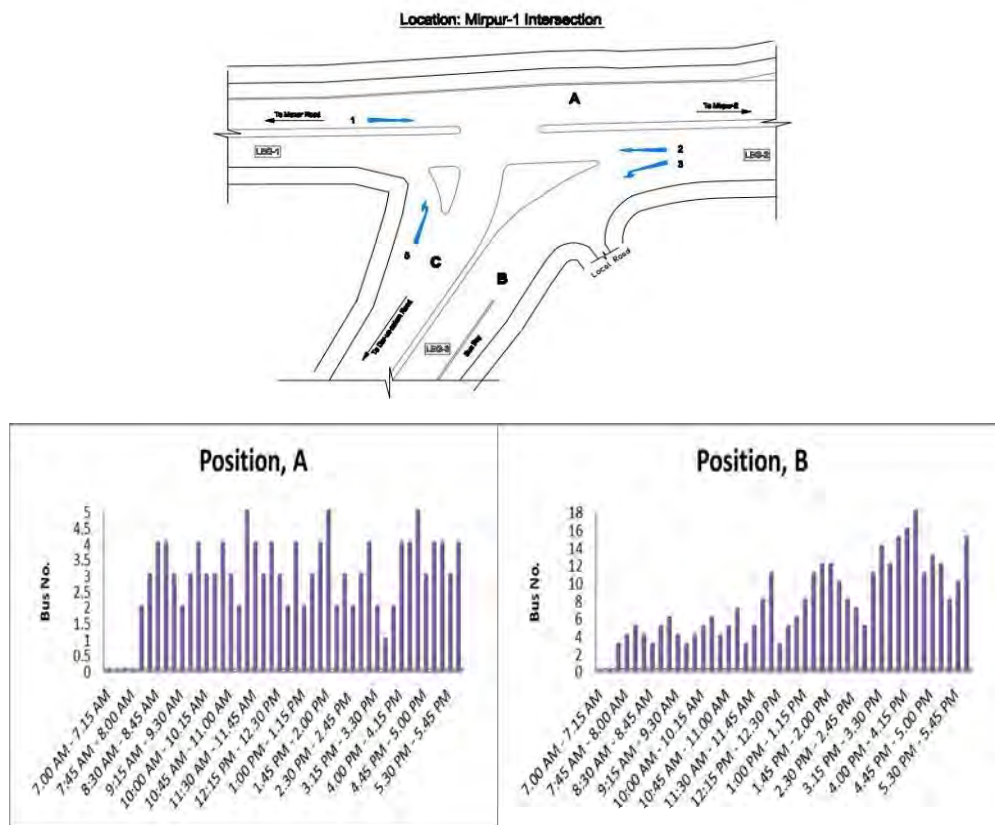 Location: Mirpur-1 Intersection
A
To Mazar Road
1
To Mirpur-2
2
3
LEG-1
LEG-2
5
C
B
Local Road
LEG-3
Bus Bay
Position, A
Bus No.
5
4.5
4
3.5
3
2.5
2
1.5
1
0.5
0
7:00 AM - 7:15 AM
7:45 AM - 8:00 AM
8:30 AM - 8:45 AM
9:15 AM - 9:30 AM
10:00 AM - 10:15 AM
10:45 AM - 11:00 AM
11:30 AM - 11:45 AM
12:15 PM - 12:30 PM
1:00 PM - 1:15 PM
1:45 PM - 2:00 PM
2:30 PM - 2:45 PM
3:15 PM - 3:30 PM
4:00 PM - 4:15 PM
4:45 PM - 5:00 PM
5:30 PM - 5:45 PM
Position, B
Bus No.
18
16
14
12
10
8
6
4
2
0
7:00 AM - 7:15 AM
7:45 AM - 8:00 AM
8:30 AM - 8:45 AM
9:15 AM - 9:30 AM
10:00 AM - 10:15 AM
10:45 AM - 11:00 AM
11:30 AM - 11:45 AM
12:15 PM - 12:30 PM
1:00 PM - 1:15 PM
1:45 PM - 2:00 PM
2:30 PM - 2:45 PM
3:15 PM - 3:30 PM
4:00 PM - 4:15 PM
4:45 PM - 5:00 PM
5:30 PM - 5:45 PM